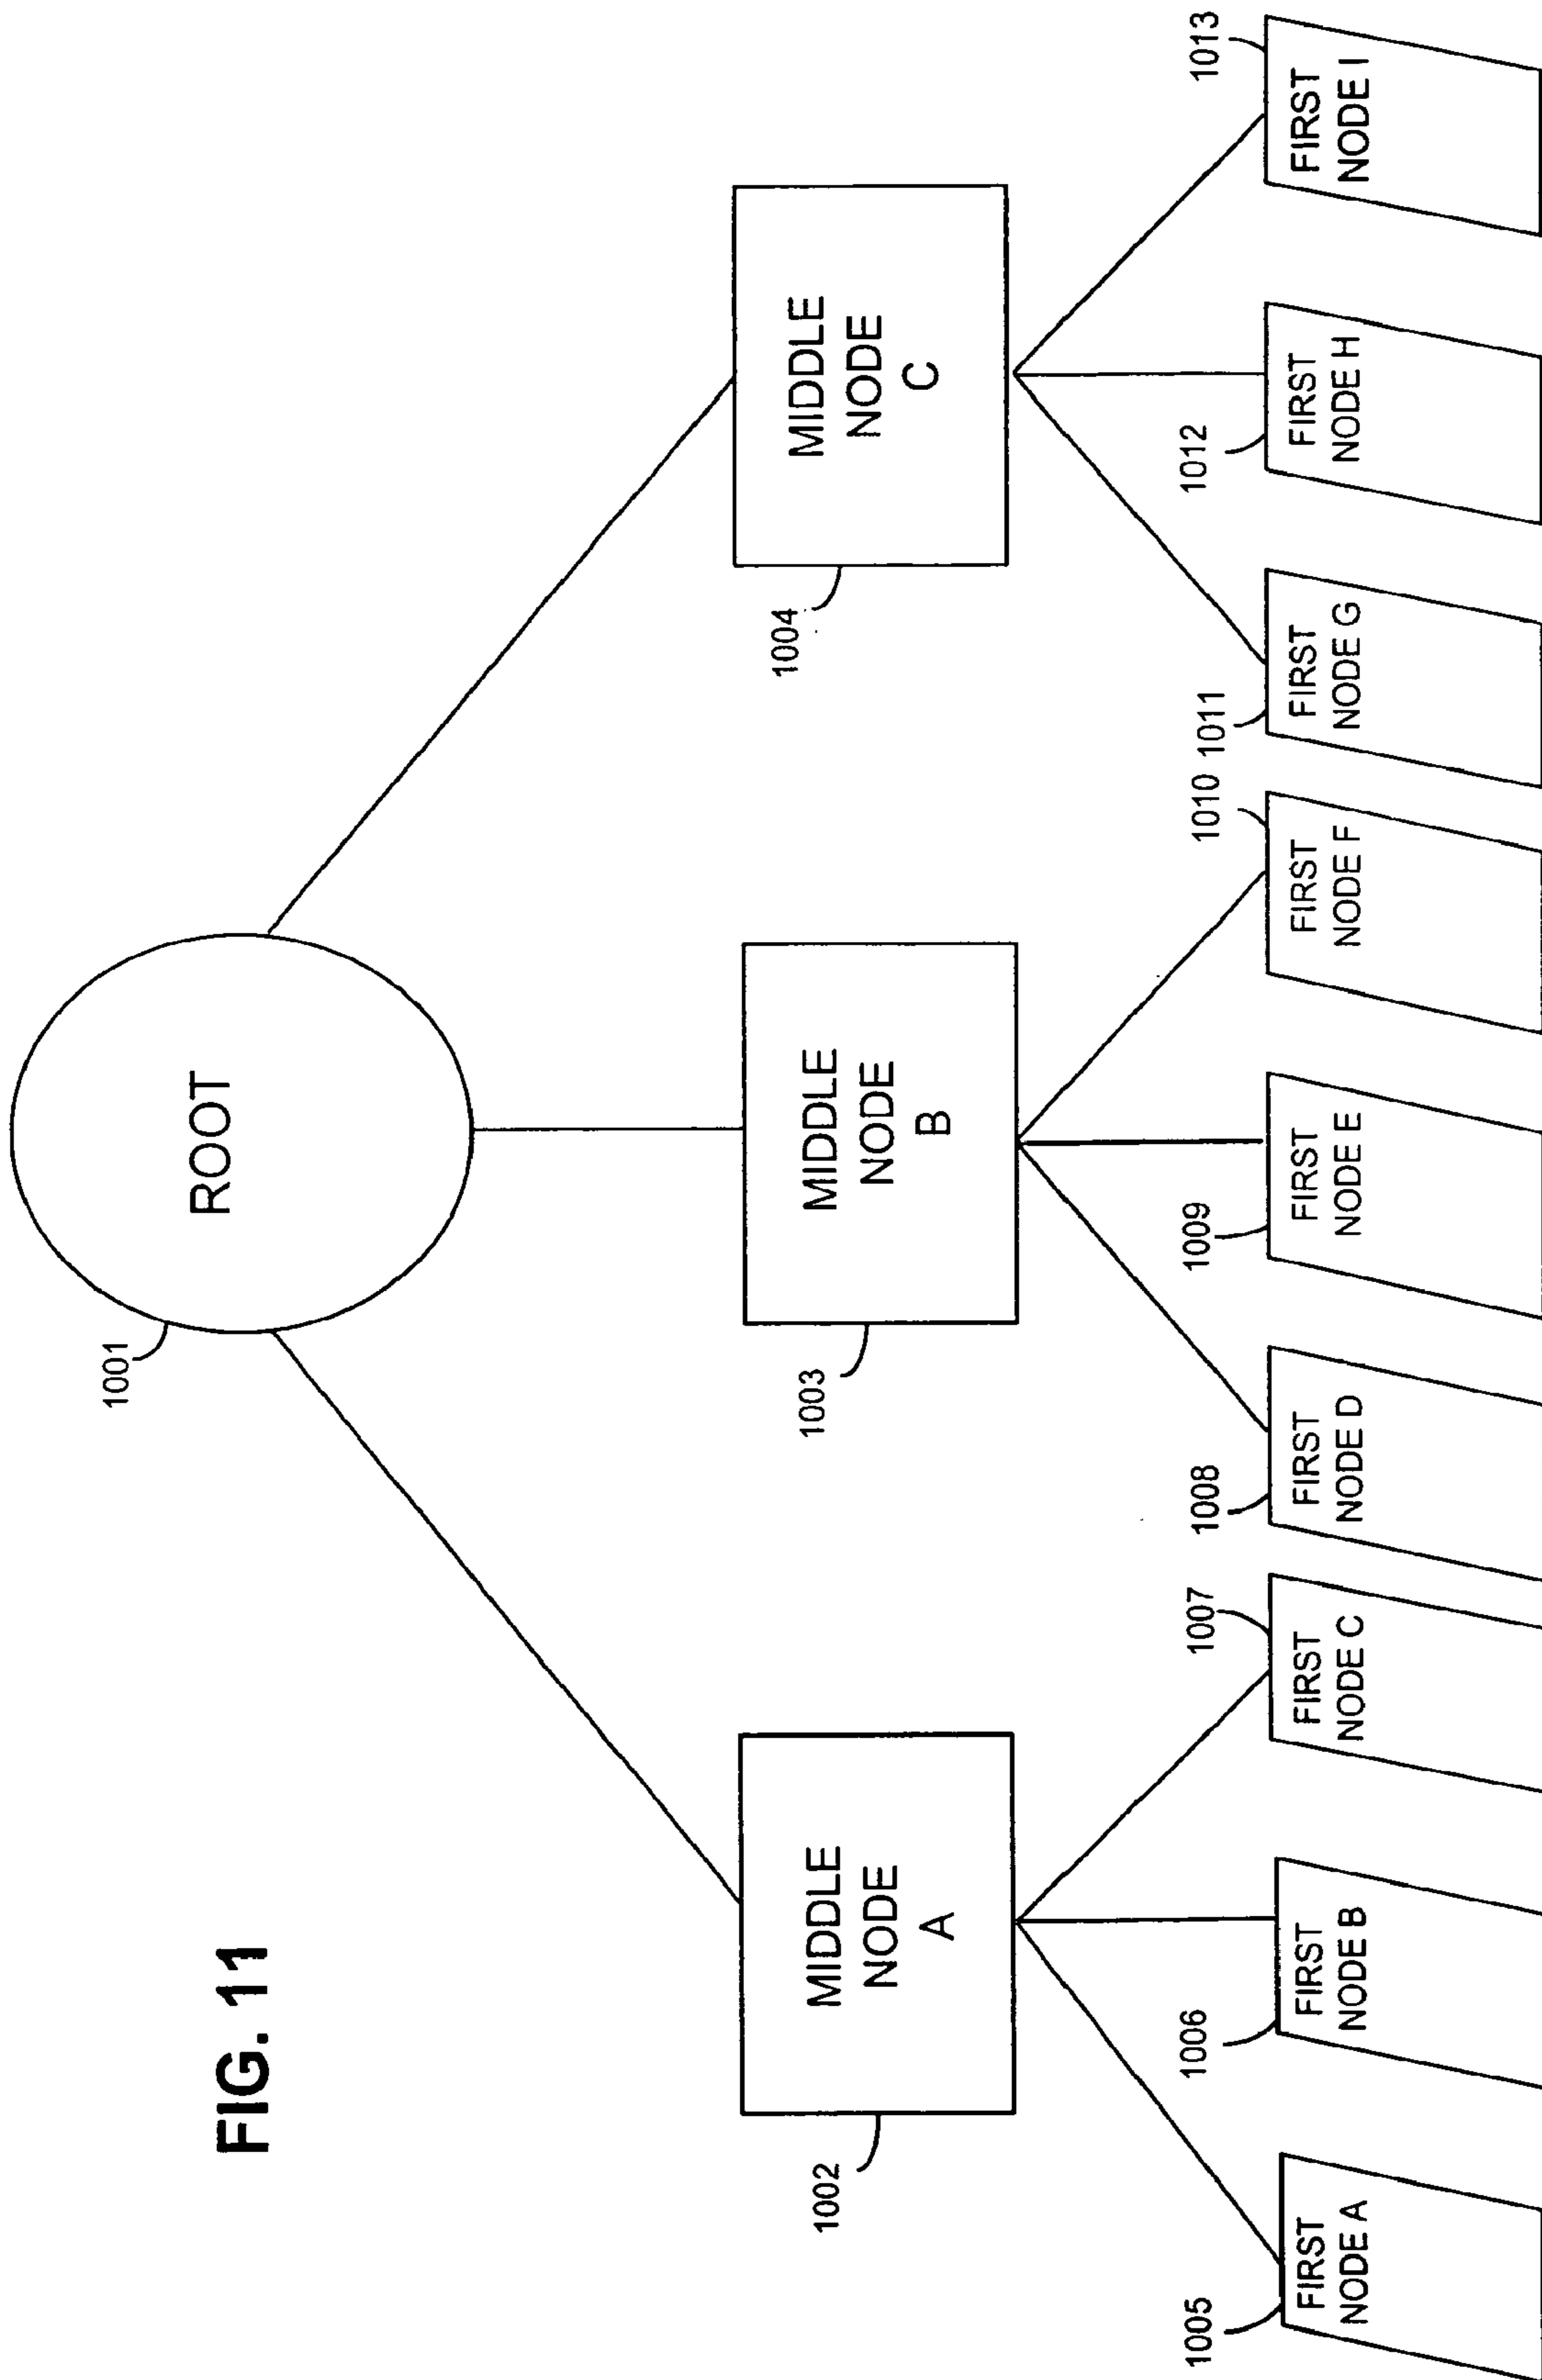 FIG. 11
1001
ROOT
1002
MIDDLE
NODE
A
1003
MIDDLE
NODE
B
1004
MIDDLE
NODE
C
1005
FIRST
NODE A
1006
FIRST
NODE B
1007
FIRST
NODE C
1008
FIRST
NODE D
1009
FIRST
NODE E
1010
FIRST
NODE F
1011
FIRST
NODE G
1012
FIRST
NODE H
1013
FIRST
NODE I